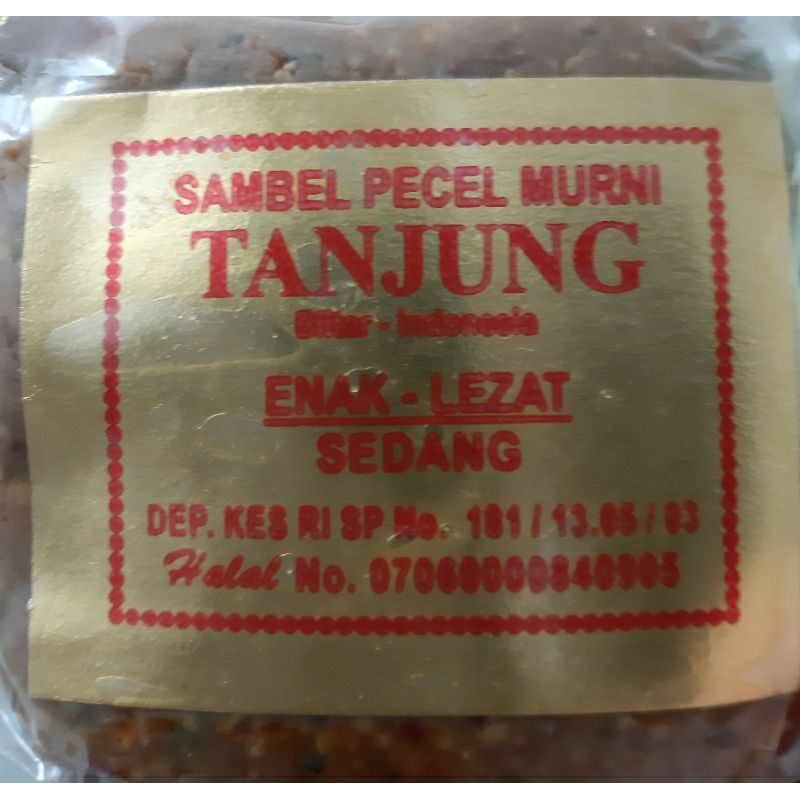 SAMBEL PECEL MURNI
TANJUNG
Blitar - Indonesia
ENAK - LEZAT
SEDANG
DEP. KES RI SP No. 181 / 13.05 / 83
Halal No. 07060000840905